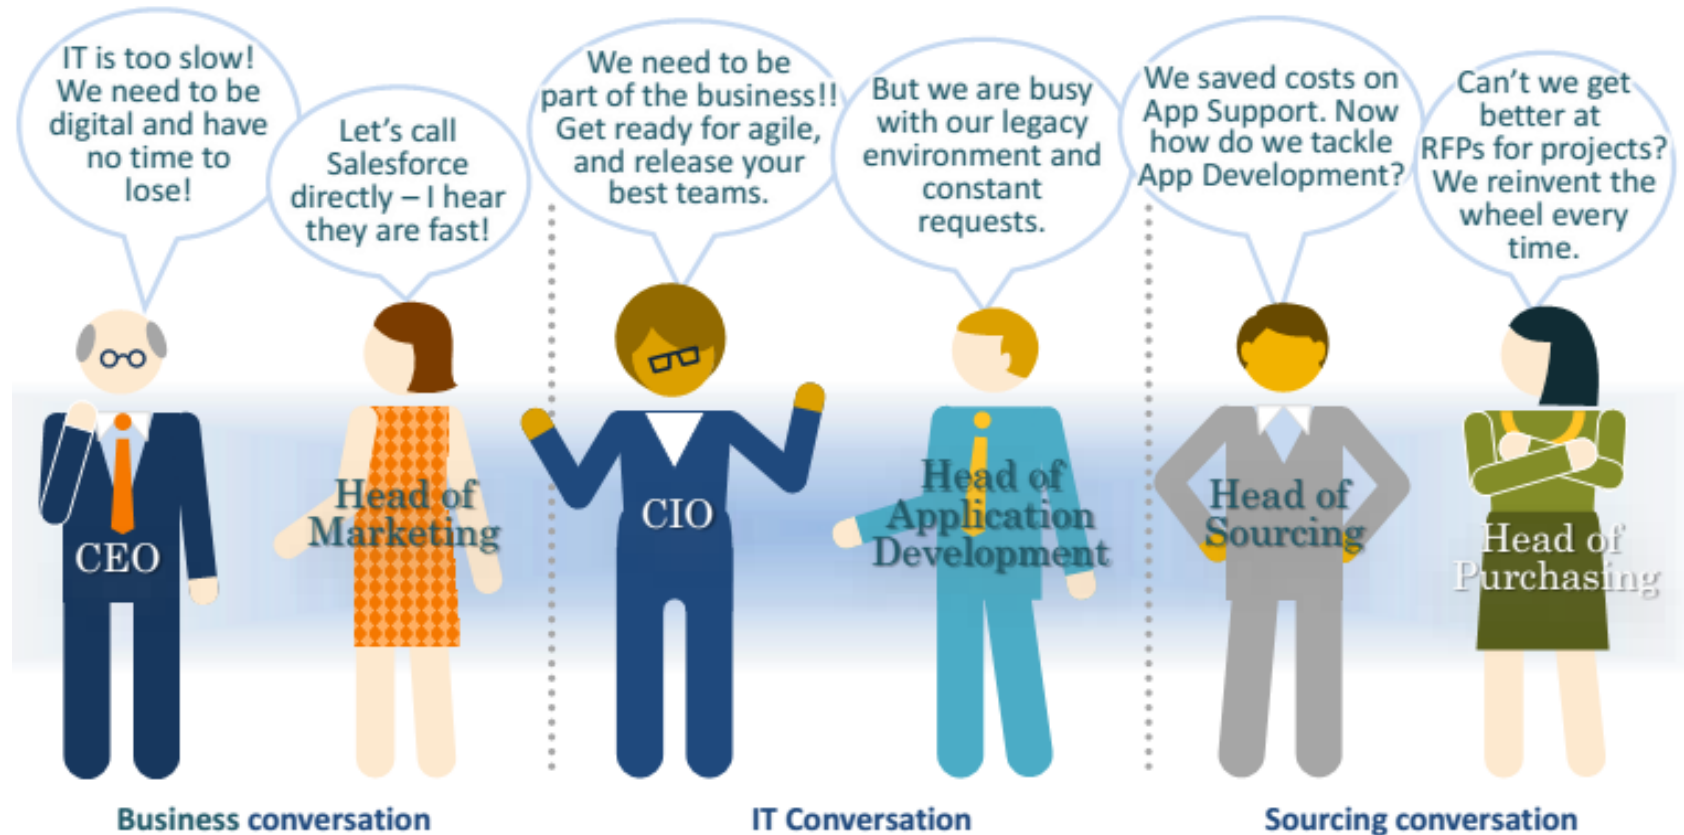 IT is too slow!
We need to be
digital and have
no time to
lose!
Let's call
Salesforce
directly – I hear
they are fast!
We need to be
part of the business!!
Get ready for agile,
and release your
best teams.
But we are busy
with our legacy
environment and
constant
requests.
We saved costs on
App Support. Now
how do we tackle
App Development?
Can't we get
better at
RFPs for projects?
We reinvent the
wheel every
time.
CEO
Head of
Marketing
CIO
Head of
Application
Development
Head of
Sourcing
Head of
Purchasing
Business conversation
IT Conversation
Sourcing conversation